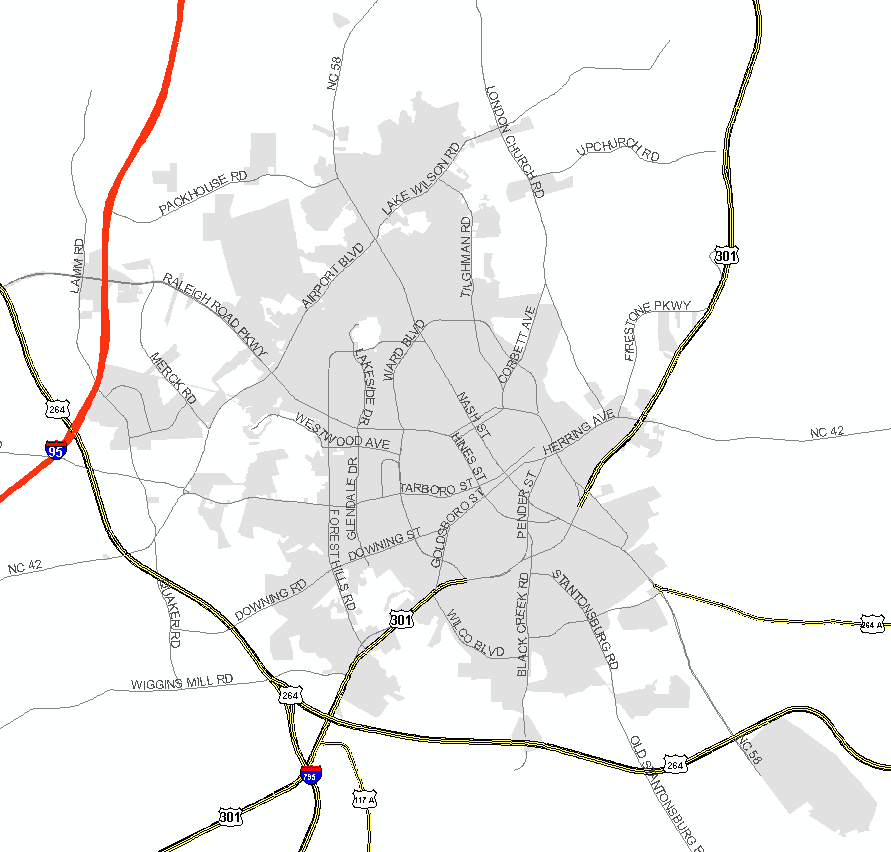 NC 58
LONDON CHURCH RD
UPCHURCH RD
LAKE WILSON RD
PACKHOUSE RD
TILGHMAN RD
LAMM RD
AIRPORT BLVD
301
RALEIGH ROAD PKWY
FIRESTONE PKWY
CORBETT AVE
WARD BLVD
LAKESIDE DR
MERCK RD
264
NASH ST
HERRING AVE
NC 42
WESTWOOD AVE
95
HINES ST
TARBORO ST
GLENDALE DR
GOLDSBORO ST
PENDER ST
FOREST HILLS RD
DOWNING ST
NC 42
QUAKER RD
DOWNING RD
STANTONSBURG RD
BLACK CREEK RD
301
WILCO BLVD
264 A
WIGGINS MILL RD
264
OLD STANTONSBURG R
NC 58
264
795
117 A
301